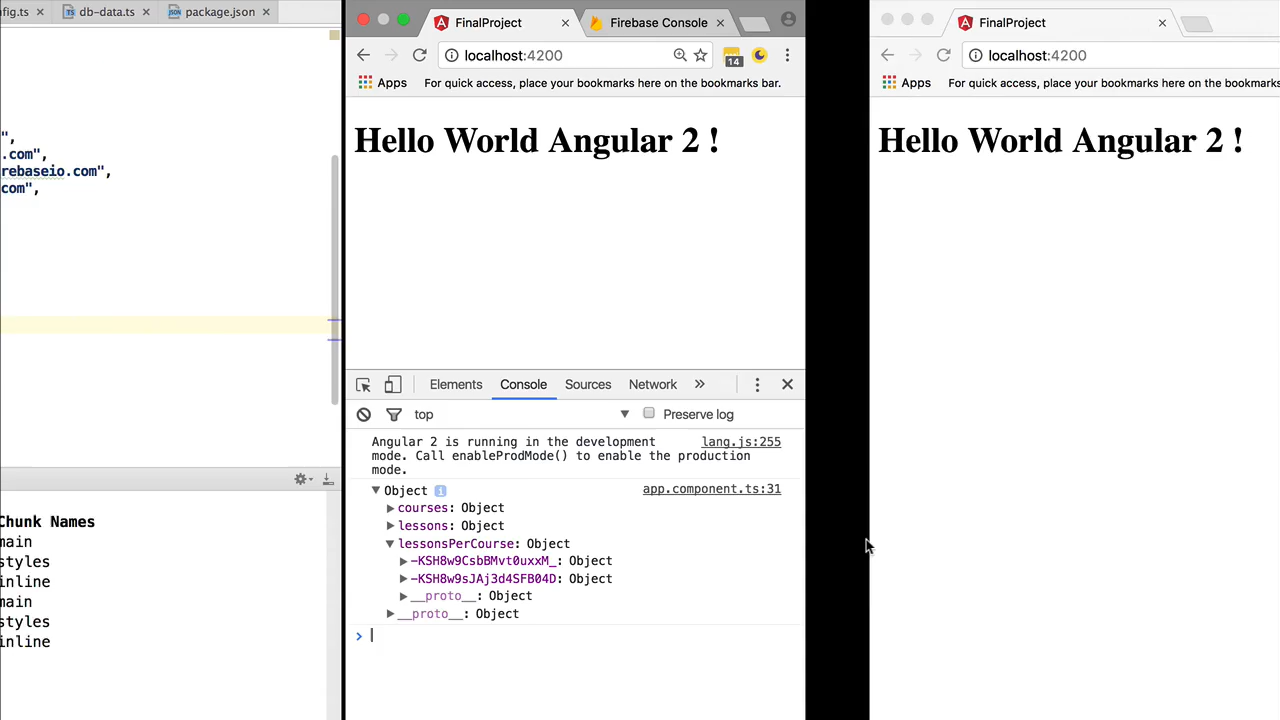 fig.ts
db-data.ts
package.json
",
.com",
rebaseio.com",
com",
Chunk Names
main
styles
inline
main
styles
inline
FinalProject
Firebase Console
localhost:4200
14
Apps
For quick access, place your bookmarks here on the bookmarks bar.
Hello World Angular 2 !
Elements Console Sources Network »
top
Preserve log
Angular 2 is running in the development lang.js:255
mode. Call enableProdMode() to enable the production
mode.
Object app.component.ts:31
courses: Object
lessons: Object
lessonsPerCourse: Object
-KSH8w9CsbBMvt0uxxM_: Object
-KSH8w9sJAj3d4SFB04D: Object
__proto__: Object
__proto__: Object
FinalProject
localhost:4200
Apps
For quick access, place your bookmarks here on the bookmarks
Hello World Angular 2 !